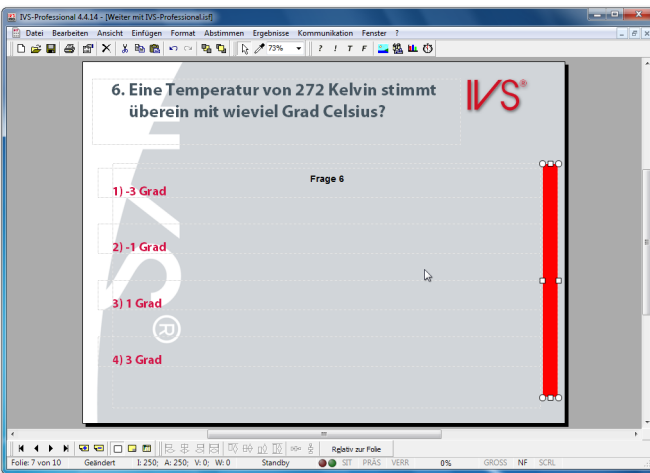 IVS-Professional 4.4.14 - [Weiter mit IVS-Professional.isf]
Datei Bearbeiten Ansicht Einfügen Format Abstimmen Ergebnisse Kommunikation Fenster ?
73% ? ! T F
6. Eine Temperatur von 272 Kelvin stimmt
überein mit wieviel Grad Celsius?
IVS®
Frage 6
1) -3 Grad
2) -1 Grad
3) 1 Grad
4) 3 Grad
IVS®
Relativ zur Folie
Folie: 7 von 10 Geändert I: 250; A: 250; V: 0; W: 0 Standby SIT PRÄS VERR 0% GROSS NF SCRL